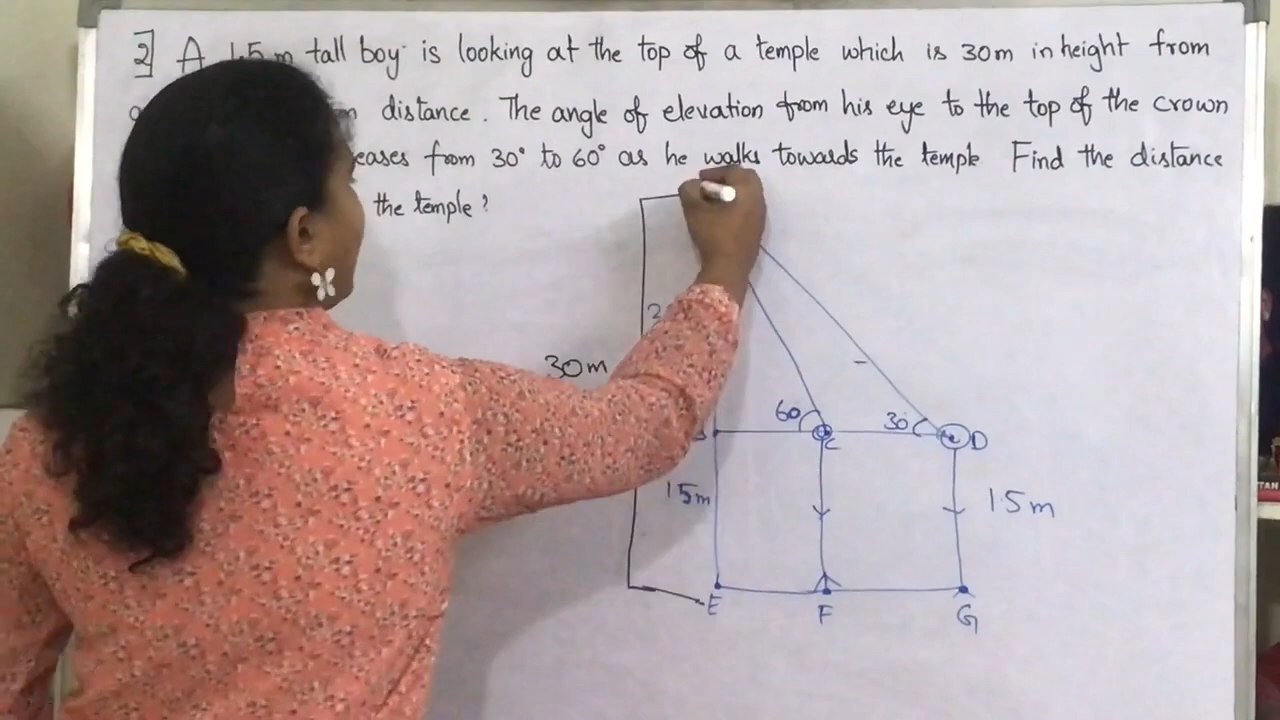 2] A 1.5m tall boy is looking at the top of a temple which is 30m in height from
distance. The angle of elevation from his eye to the top of the crown
from 30° to 60° as he walks towards the temple Find the distance
the temple?
30m
60
30
C
D
1.5m
1.5m
E
F
G